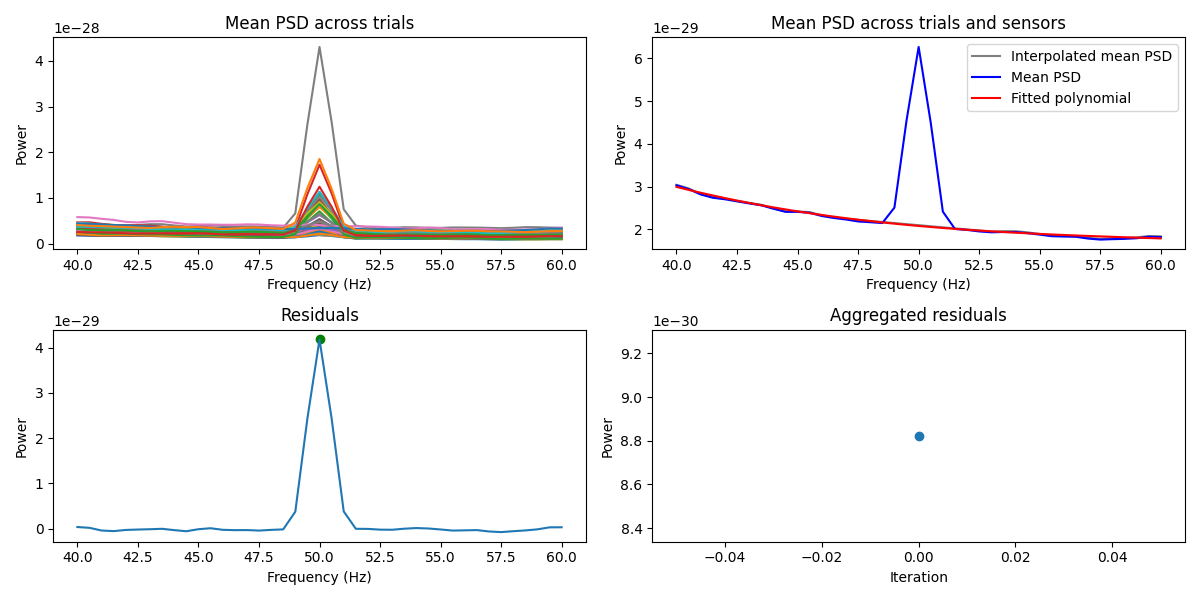 Mean PSD across trials
1e−28
Power
4
3
2
1
0
40.0 42.5 45.0 47.5 50.0 52.5 55.0 57.5 60.0
Frequency (Hz)
Mean PSD across trials and sensors
1e−29
Power
6
5
4
3
2
Interpolated mean PSD
Mean PSD
Fitted polynomial
40.0 42.5 45.0 47.5 50.0 52.5 55.0 57.5 60.0
Frequency (Hz)
Residuals
1e−29
Power
4
3
2
1
0
40.0 42.5 45.0 47.5 50.0 52.5 55.0 57.5 60.0
Frequency (Hz)
Aggregated residuals
1e−30
Power
9.2
9.0
8.8
8.6
8.4
−0.04 −0.02 0.00 0.02 0.04
Iteration